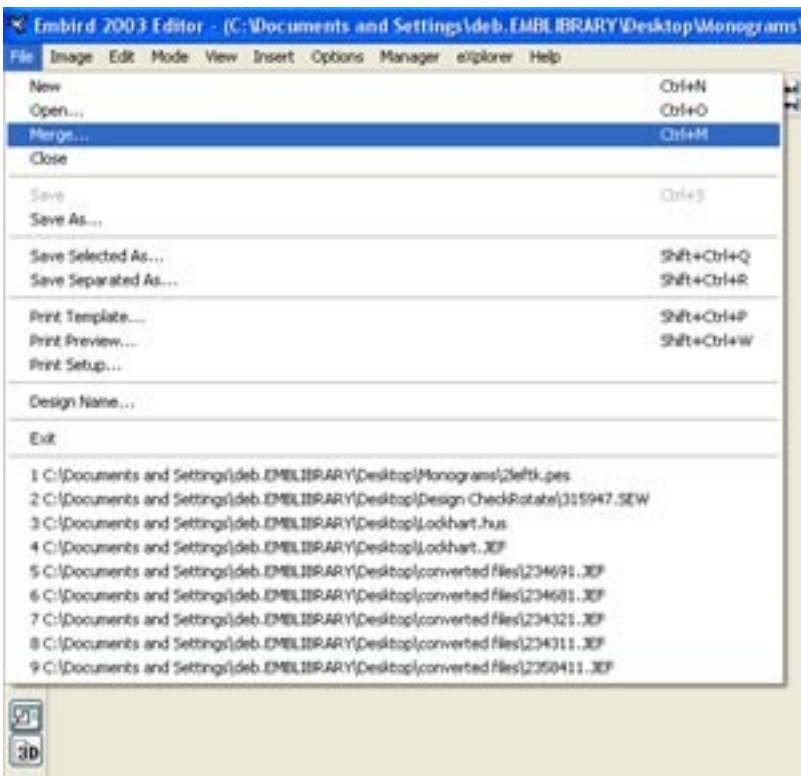 Embird 2003 Editor - (C:\Documents and Settings\deb.EMBLIBRARY\Desktop\Monograms\
File Image Edit Mode View Insert Options Manager eXplorer Help
New Ctrl+N
Open... Ctrl+O
Merge... Ctrl+M
Close
Save Ctrl+S
Save As...
Save Selected As... Shift+Ctrl+Q
Save Separated As... Shift+Ctrl+R
Print Template... Shift+Ctrl+P
Print Preview... Shift+Ctrl+W
Print Setup...
Design Name...
Exit
1 C:\Documents and Settings\deb.EMBLIBRARY\Desktop\Monograms\2leftk.pes
2 C:\Documents and Settings\deb.EMBLIBRARY\Desktop\Design CheckRotate\315947.SEW
3 C:\Documents and Settings\deb.EMBLIBRARY\Desktop\Lockhart.hus
4 C:\Documents and Settings\deb.EMBLIBRARY\Desktop\Lockhart.JEF
5 C:\Documents and Settings\deb.EMBLIBRARY\Desktop\converted files\234691.JEF
6 C:\Documents and Settings\deb.EMBLIBRARY\Desktop\converted files\234681.JEF
7 C:\Documents and Settings\deb.EMBLIBRARY\Desktop\converted files\234321.JEF
8 C:\Documents and Settings\deb.EMBLIBRARY\Desktop\converted files\234311.JEF
9 C:\Documents and Settings\deb.EMBLIBRARY\Desktop\converted files\2358411.JEF
3D